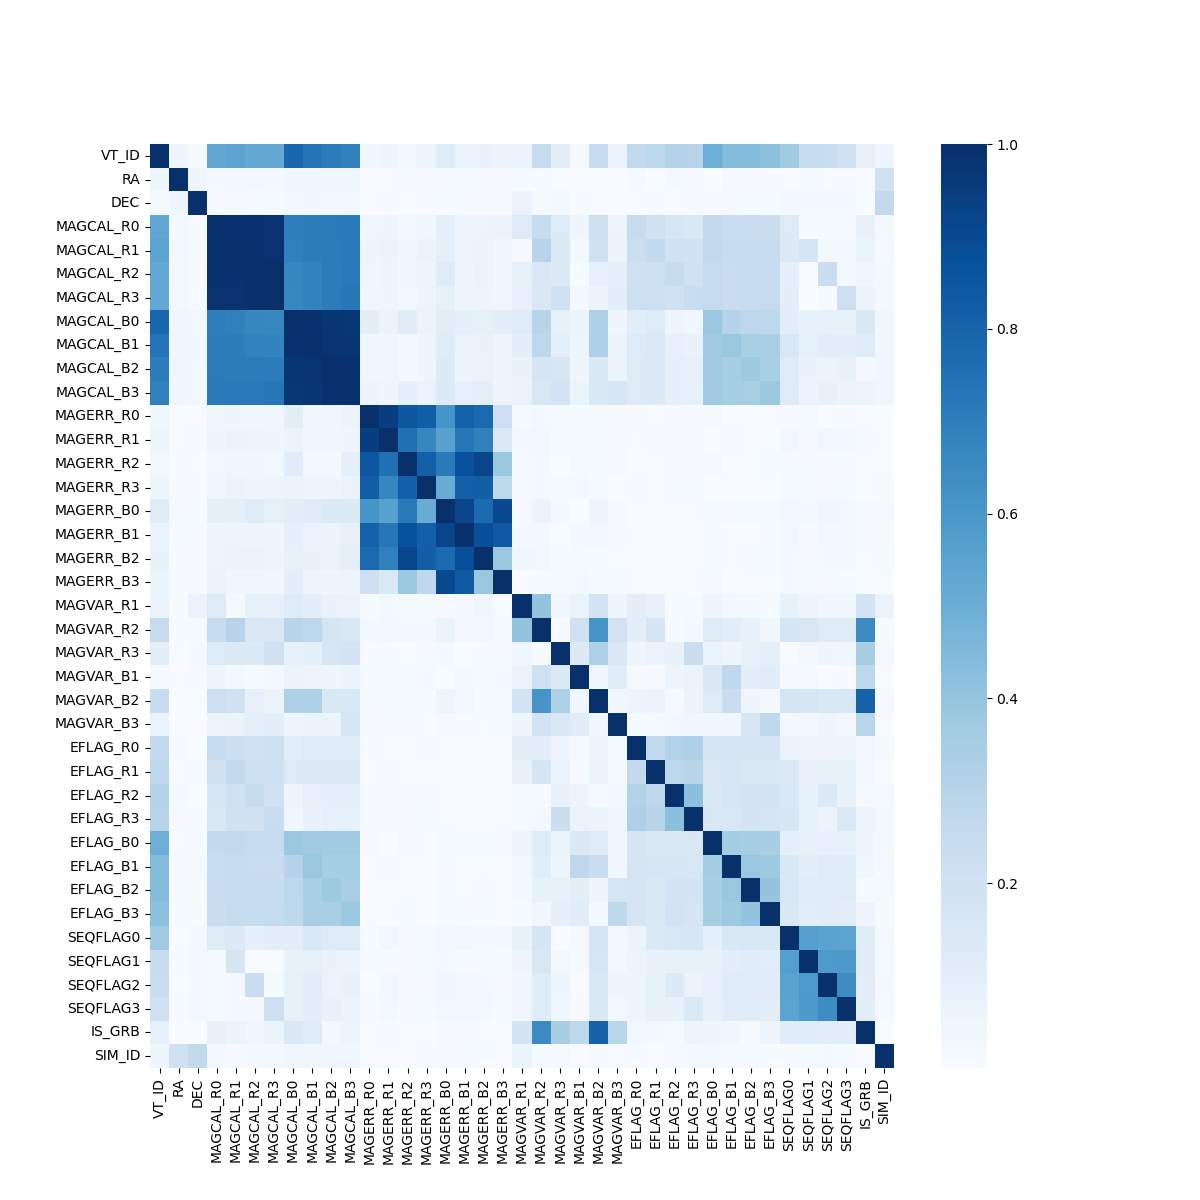 VT_ID
RA
DEC
MAGCAL_R0
MAGCAL_R1
MAGCAL_R2
MAGCAL_R3
MAGCAL_B0
MAGCAL_B1
MAGCAL_B2
MAGCAL_B3
MAGERR_R0
MAGERR_R1
MAGERR_R2
MAGERR_R3
MAGERR_B0
MAGERR_B1
MAGERR_B2
MAGERR_B3
MAGVAR_R1
MAGVAR_R2
MAGVAR_R3
MAGVAR_B1
MAGVAR_B2
MAGVAR_B3
EFLAG_R0
EFLAG_R1
EFLAG_R2
EFLAG_R3
EFLAG_B0
EFLAG_B1
EFLAG_B2
EFLAG_B3
SEQFLAG0
SEQFLAG1
SEQFLAG2
SEQFLAG3
IS_GRB
SIM_ID
VT_ID
RA
DEC
MAGCAL_R0
MAGCAL_R1
MAGCAL_R2
MAGCAL_R3
MAGCAL_B0
MAGCAL_B1
MAGCAL_B2
MAGCAL_B3
MAGERR_R0
MAGERR_R1
MAGERR_R2
MAGERR_R3
MAGERR_B0
MAGERR_B1
MAGERR_B2
MAGERR_B3
MAGVAR_R1
MAGVAR_R2
MAGVAR_R3
MAGVAR_B1
MAGVAR_B2
MAGVAR_B3
EFLAG_R0
EFLAG_R1
EFLAG_R2
EFLAG_R3
EFLAG_B0
EFLAG_B1
EFLAG_B2
EFLAG_B3
SEQFLAG0
SEQFLAG1
SEQFLAG2
SEQFLAG3
IS_GRB
SIM_ID
1.0
0.8
0.6
0.4
0.2